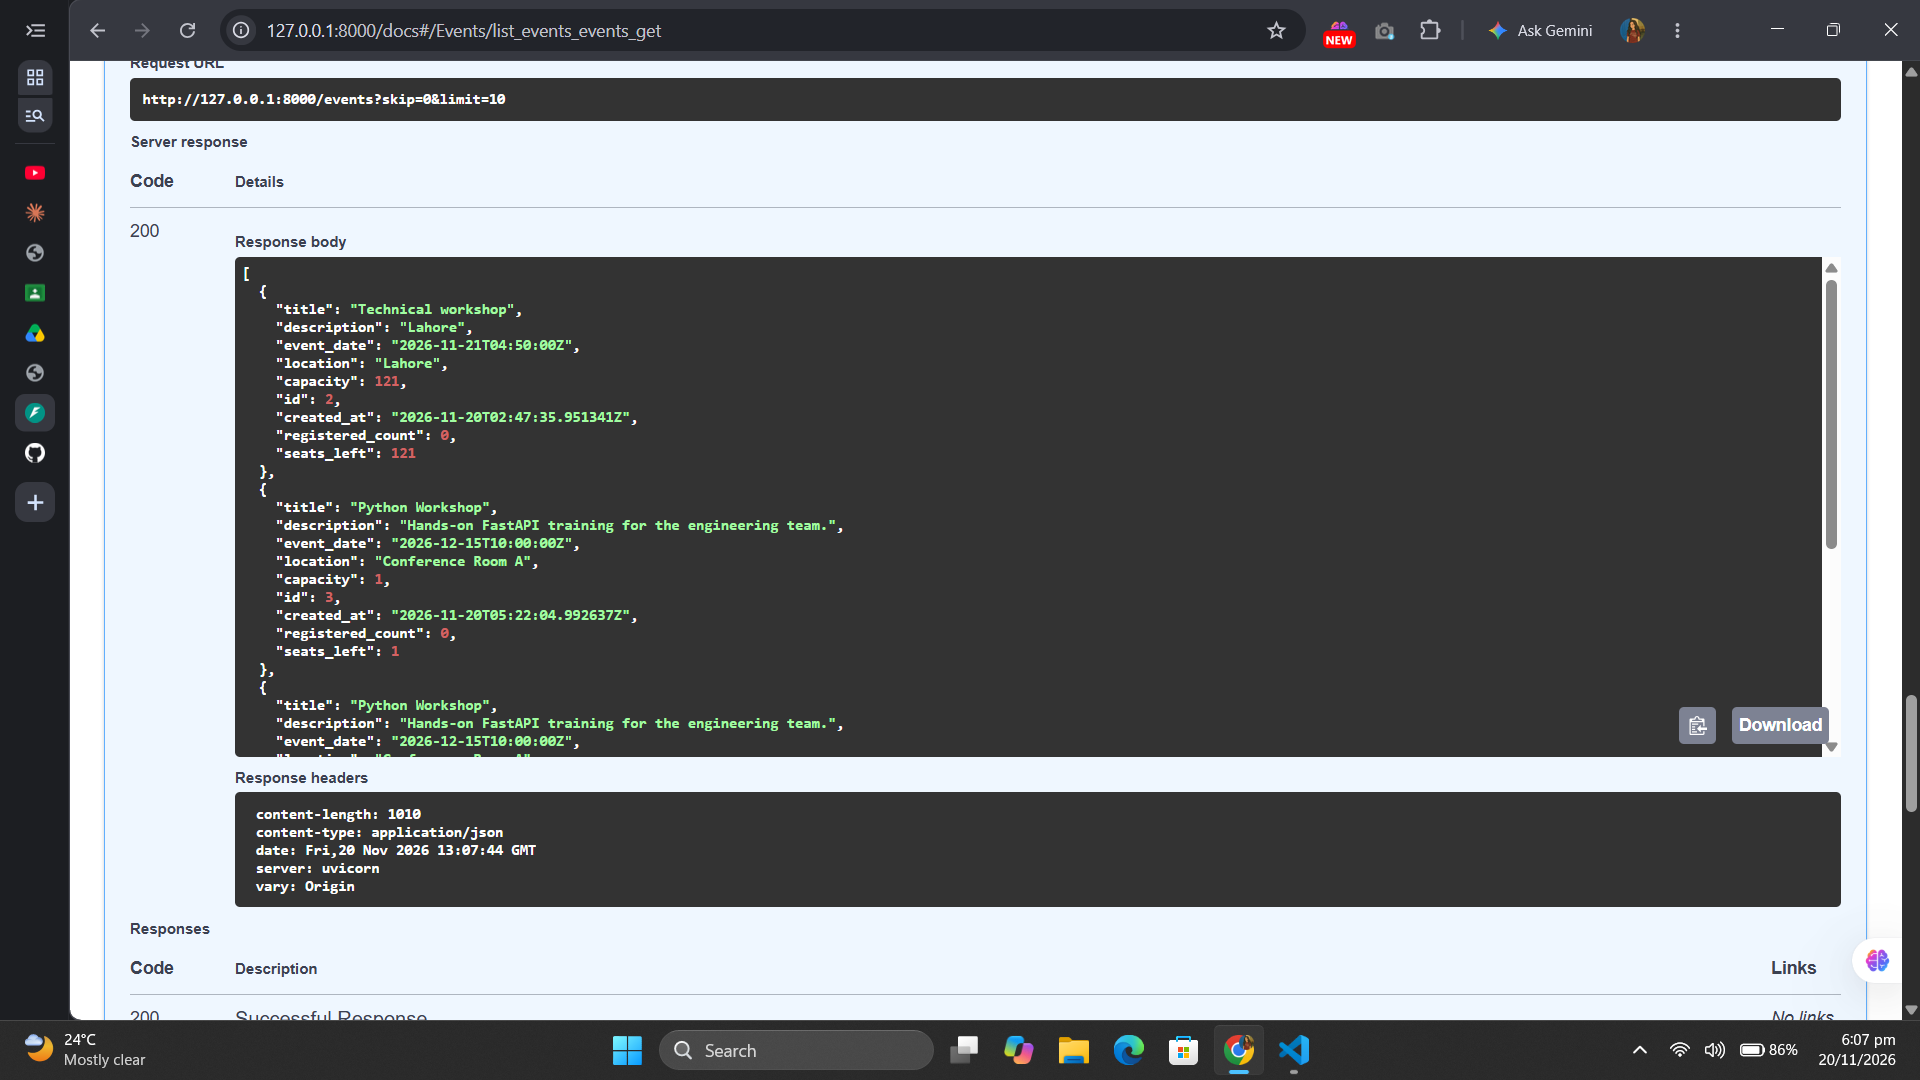 127.0.0.1:8000/docs#/Events/list_events_events_get
NEW
Ask Gemini
Request URL
http://127.0.0.1:8000/events?skip=0&limit=10
Server response
Code Details
200
Response body
[
{
"title": "Technical workshop",
"description": "Lahore",
"event_date": "2026-11-21T04:50:00Z",
"location": "Lahore",
"capacity": 121,
"id": 2,
"created_at": "2026-11-20T02:47:35.951341Z",
"registered_count": 0,
"seats_left": 121
},
{
"title": "Python Workshop",
"description": "Hands-on FastAPI training for the engineering team.",
"event_date": "2026-12-15T10:00:00Z",
"location": "Conference Room A",
"capacity": 1,
"id": 3,
"created_at": "2026-11-20T05:22:04.992637Z",
"registered_count": 0,
"seats_left": 1
},
{
"title": "Python Workshop",
"description": "Hands-on FastAPI training for the engineering team.",
"event_date": "2026-12-15T10:00:00Z",
Download
Response headers
content-length: 1010
content-type: application/json
date: Fri,20 Nov 2026 13:07:44 GMT
server: uvicorn
vary: Origin
Responses
Code Description Links
200 Successful Response No links
24°C
Mostly clear
Search
86%
6:07 pm
20/11/2026